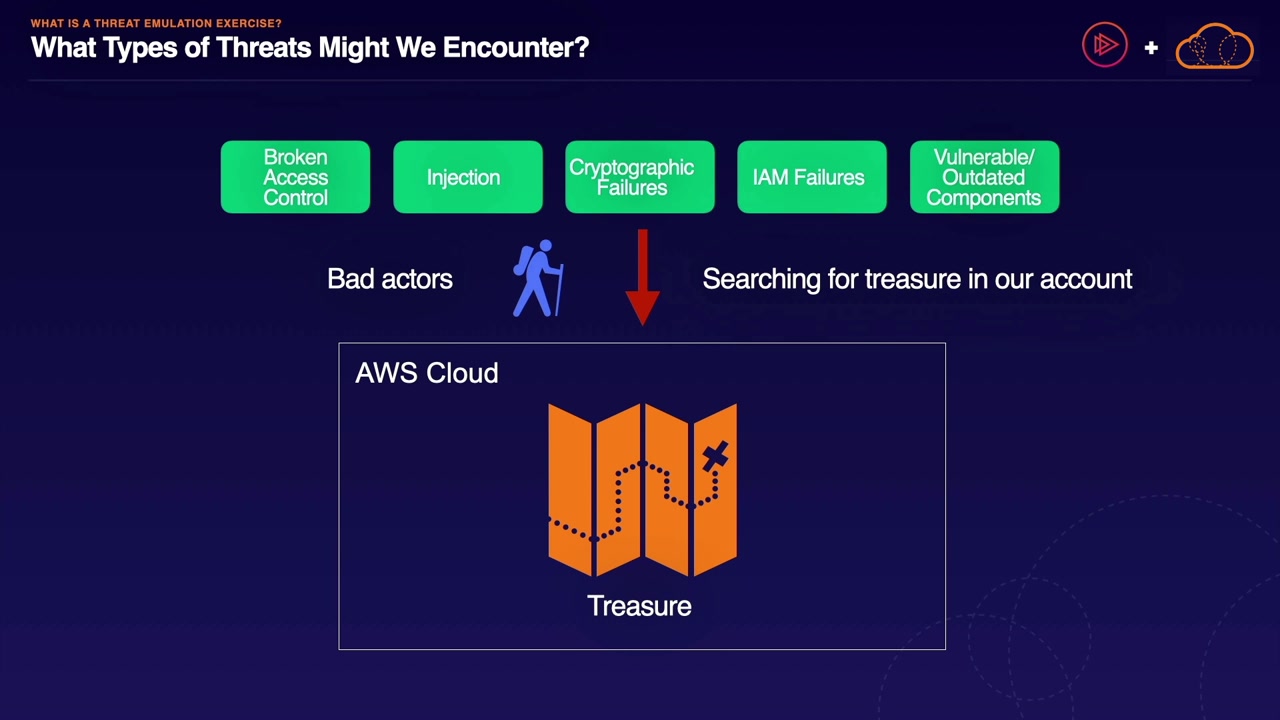 WHAT IS A THREAT EMULATION EXERCISE?
What Types of Threats Might We Encounter?
+
Broken
Access
Control
Injection
Cryptographic
Failures
IAM Failures
Vulnerable/
Outdated
Components
Bad actors
Searching for treasure in our account
AWS Cloud
Treasure